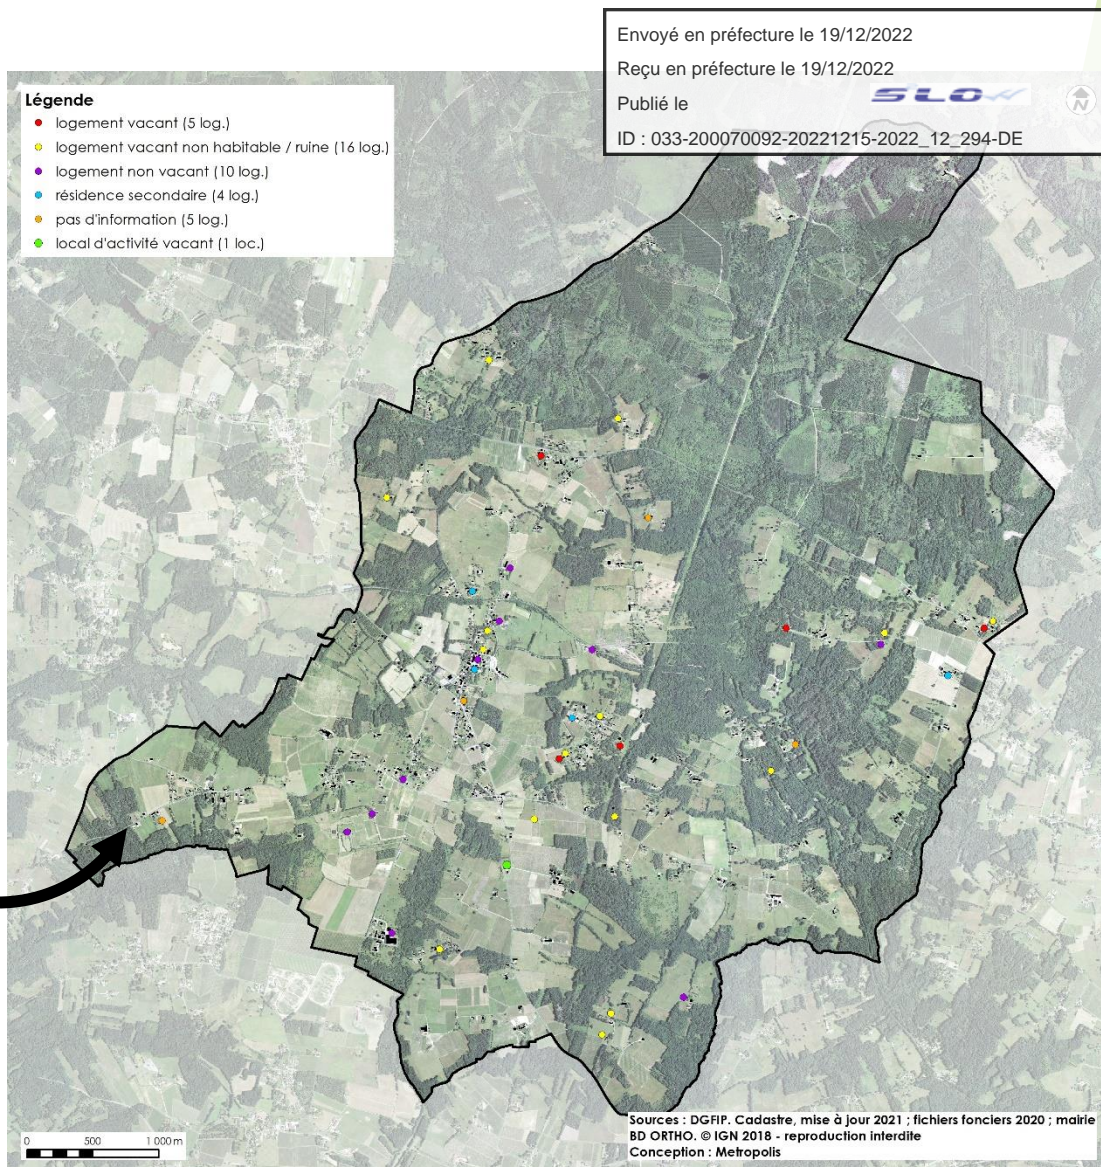 Envoyé en préfecture le 19/12/2022
Reçu en préfecture le 19/12/2022
Publié le
SLO
ID : 033-200070092-20221215-2022_12_294-DE
N
Légende
logement vacant (5 log.)
logement vacant non habitable / ruine (16 log.)
logement non vacant (10 log.)
résidence secondaire (4 log.)
pas d'information (5 log.)
local d'activité vacant (1 loc.)
0 500 1 000 m
Sources : DGFIP. Cadastre, mise à jour 2021 ; fichiers fonciers 2020 ; mairie
BD ORTHO. © IGN 2018 - reproduction interdite
Conception : Metropolis